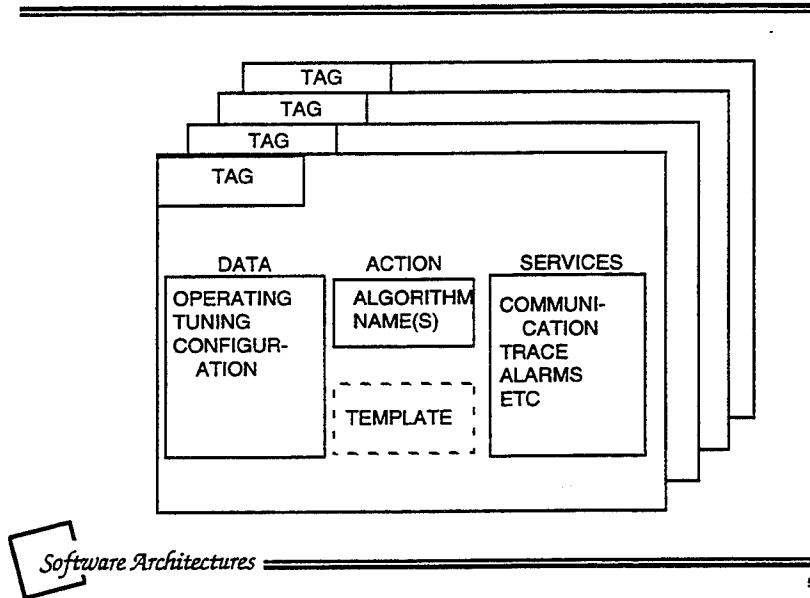 TAG
TAG
TAG
TAG
DATA
OPERATING
TUNING
CONFIGUR-
ATION
ACTION
ALGORITHM
NAME(S)
TEMPLATE
SERVICES
COMMUNI-
CATION
TRACE
ALARMS
ETC
Software Architectures